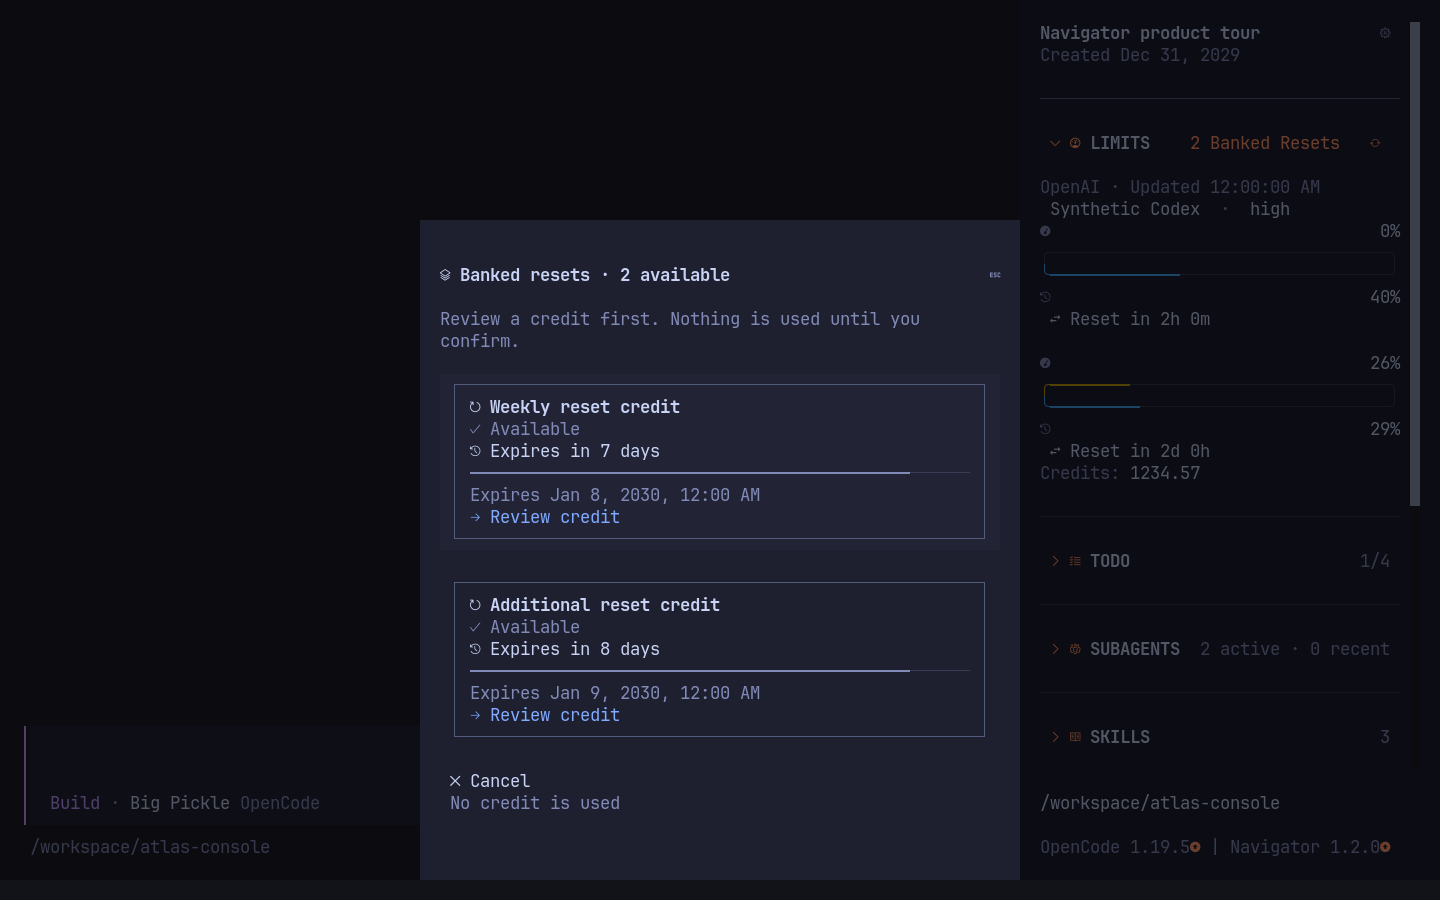 Navigator product tour
Created Dec 31, 2029
LIMITS 2 Banked Resets
OpenAI · Updated 12:00:00 AM
Synthetic Codex · high
0%
40%
Reset in 2h 0m
26%
29%
Reset in 2d 0h
Credits: 1234.57
TODO 1/4
SUBAGENTS 2 active · 0 recent
SKILLS 3
/workspace/atlas-console
OpenCode 1.19.5 | Navigator 1.2.0
Banked resets · 2 available ESC
Review a credit first. Nothing is used until you
confirm.
Weekly reset credit
Available
Expires in 7 days
Expires Jan 8, 2030, 12:00 AM
→ Review credit
Additional reset credit
Available
Expires in 8 days
Expires Jan 9, 2030, 12:00 AM
→ Review credit
Cancel
No credit is used
Build · Big Pickle OpenCode
/workspace/atlas-console